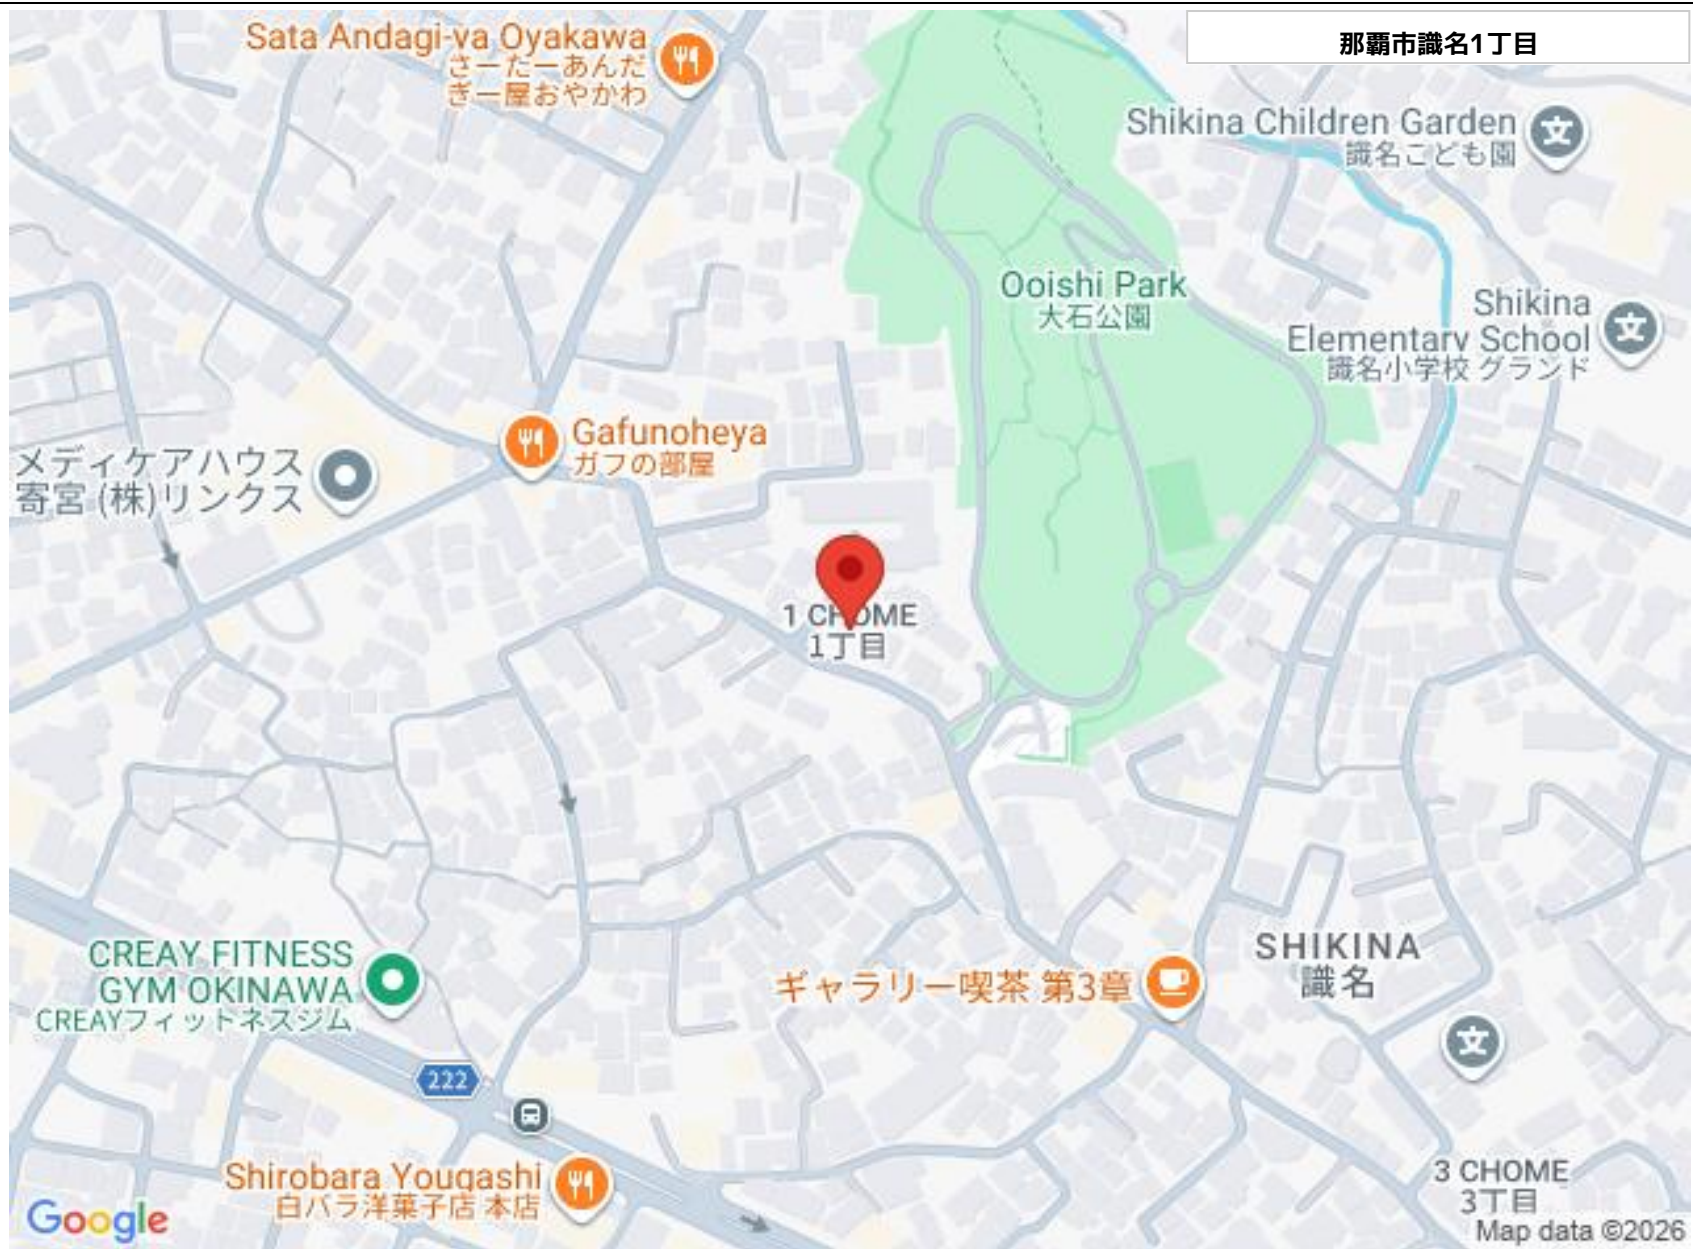 那覇市識名1丁目
Sata Andagi-ya Oyakawa
さーたーあんだ
ぎー屋おやかわ
Shikina Children Garden
識名こども園
Ooishi Park
大石公園
Shikina
Elementary School
識名小学校 グランド
Gafunoheya
ガフの部屋
メディケアハウス
寄宮 (株)リンクス
1 CHOME
1丁目
CREAY FITNESS
GYM OKINAWA
CREAYフィットネスジム
ギャラリー喫茶 第3章
SHIKINA
識名
文
文
文
222
Shirobara Yougashi
白バラ洋菓子店 本店
3 CHOME
3丁目
Google
Map data ©2026